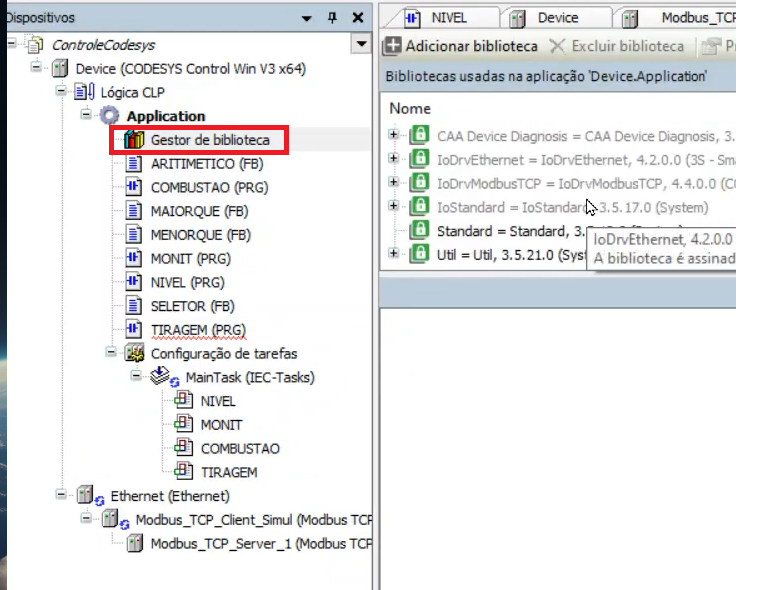 Dispositivos
ControleCodesys
Device (CODESYS Control Win V3 x64)
Lógica CLP
Application
Gestor de biblioteca
ARITIMETICO (FB)
COMBUSTAO (PRG)
MAIORQUE (FB)
MENORQUE (FB)
MONIT (PRG)
NIVEL (PRG)
SELETOR (FB)
TIRAGEM (PRG)
Configuração de tarefas
MainTask (IEC-Tasks)
NIVEL
MONIT
COMBUSTAO
TIRAGEM
Ethernet (Ethernet)
Modbus_TCP_Client_Simul (Modbus TCP
Modbus_TCP_Server_1 (Modbus TCP
NIVEL Device Modbus_TCP
Adicionar biblioteca Excluir biblioteca
Bibliotecas usadas na aplicação 'Device.Application'
Nome
CAA Device Diagnosis = CAA Device Diagnosis, 3.
IoDrvEthernet = IoDrvEthernet, 4.2.0.0 (3S - Sma
IoDrvModbusTCP = IoDrvModbusTCP, 4.4.0.0 (CO
IoStandard = IoStandard, 3.5.17.0 (System)
Standard = Standard, 3.
Util = Util, 3.5.21.0 (Syst
IoDrvEthernet, 4.2.0.0
A biblioteca é assinad